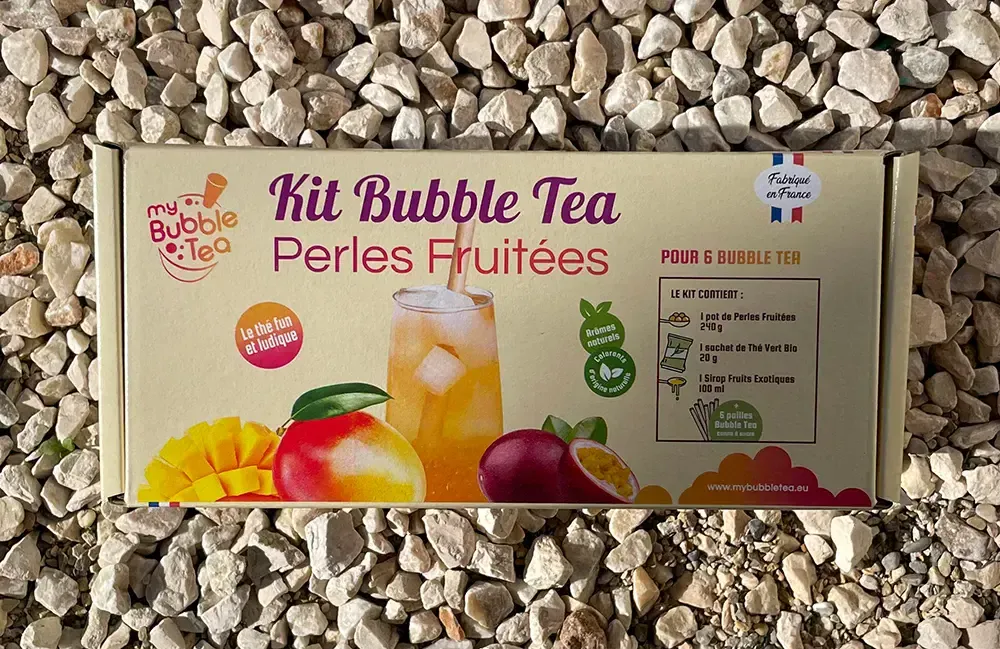 my
Bubble
Tea
Kit Bubble Tea
Perles Fruitées
Fabriqué
en France
Le thé fun
et ludique
Arômes
naturels
Colorants
d'origine naturelle
POUR 6 BUBBLE TEA
LE KIT CONTIENT :
1 pot de Perles Fruitées
240 g
1 sachet de Thé Vert Bio
20 g
1 Sirop Fruits Exotiques
100 ml
6 pailles
Bubble Tea
www.mybubbletea.eu